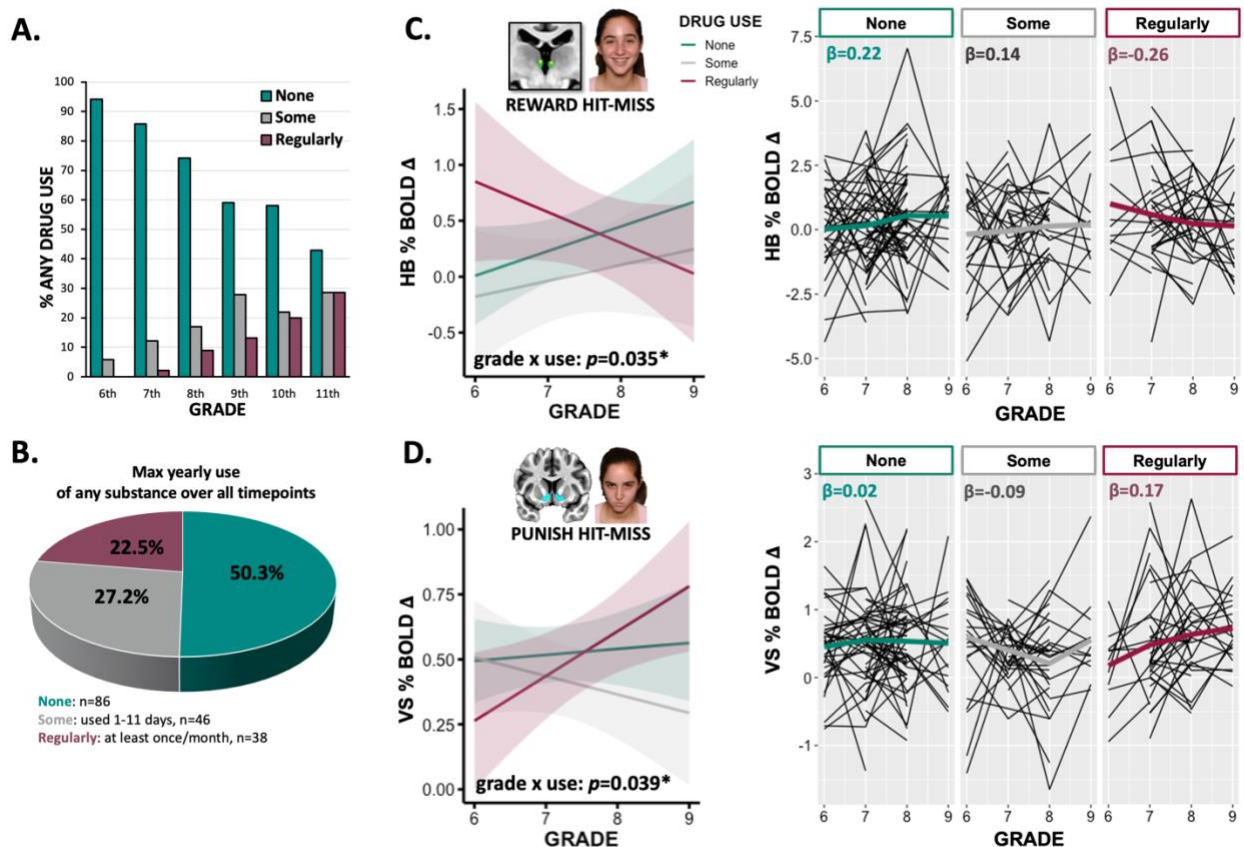 A.
% ANY DRUG USE
100
90
80
70
60
50
40
30
20
10
0
None
Some
Regularly
6th 7th 8th 9th 10th 11th
GRADE
B.
Max yearly use
of any substance over all timepoints
22.5%
50.3%
27.2%
None: n=86
Some: used 1-11 days, n=46
Regularly: at least once/month, n=38
C.
REWARD HIT-MISS
DRUG USE
None
Some
Regularly
HB % BOLD Δ
1.5
1.0
0.5
0.0
-0.5
grade x use: p=0.035*
6 7 8 9
GRADE
None Some Regularly
β=0.22 β=0.14 β=-0.26
HB % BOLD Δ
7.5
5.0
2.5
0.0
-2.5
-5.0
6 7 8 9 6 7 8 9 6 7 8 9
GRADE
D.
PUNISH HIT-MISS
VS % BOLD Δ
1.00
0.75
0.50
0.25
0.00
grade x use: p=0.039*
6 7 8 9
GRADE
None Some Regularly
β=0.02 β=-0.09 β=0.17
VS % BOLD Δ
3
2
1
0
-1
6 7 8 9 6 7 8 9 6 7 8 9
GRADE